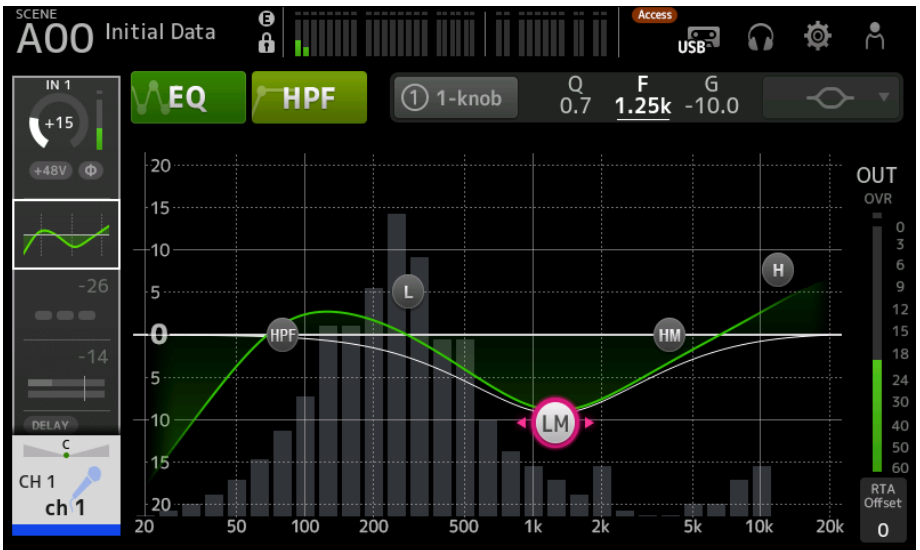 SCENE
A00 Initial Data
E
Access
USB
IN 1
+15
+48V Φ
-26
-14
DELAY
C
CH 1
ch 1
EQ
HPF
1 1-knob
Q F G
0.7 1.25k -10.0
20
15
10
5
0
5
10
15
20
HPF
L
LM
HM
H
20 50 100 200 500 1k 2k 5k 10k 20k
OUT
OVR
0
3
6
9
12
15
18
24
30
40
50
60
RTA
Offset
0